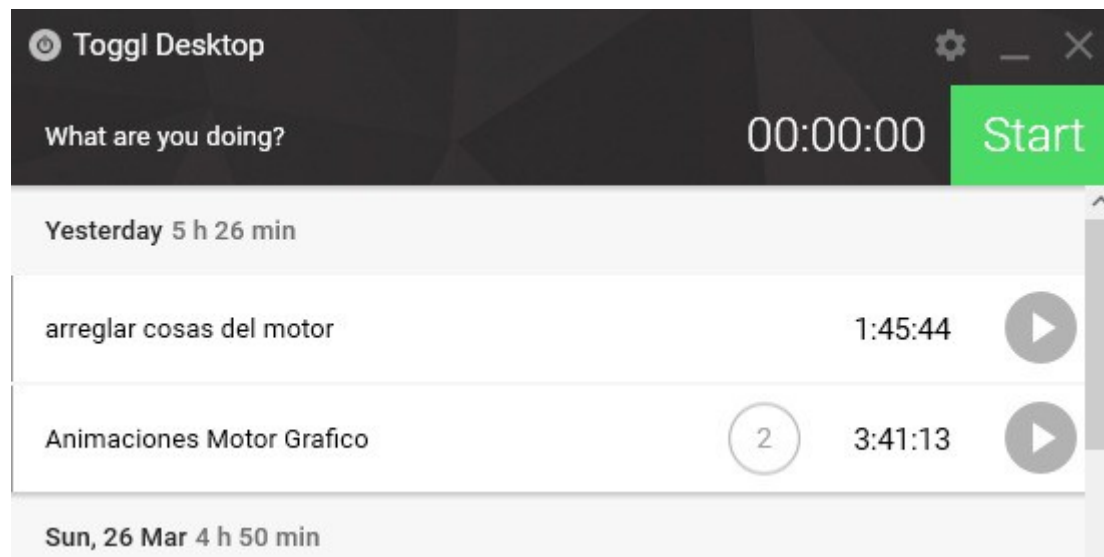 Toggl Desktop
What are you doing? 00:00:00 Start
Yesterday 5 h 26 min
arreglar cosas del motor 1:45:44
Animaciones Motor Grafico 2 3:41:13
Sun, 26 Mar 4 h 50 min